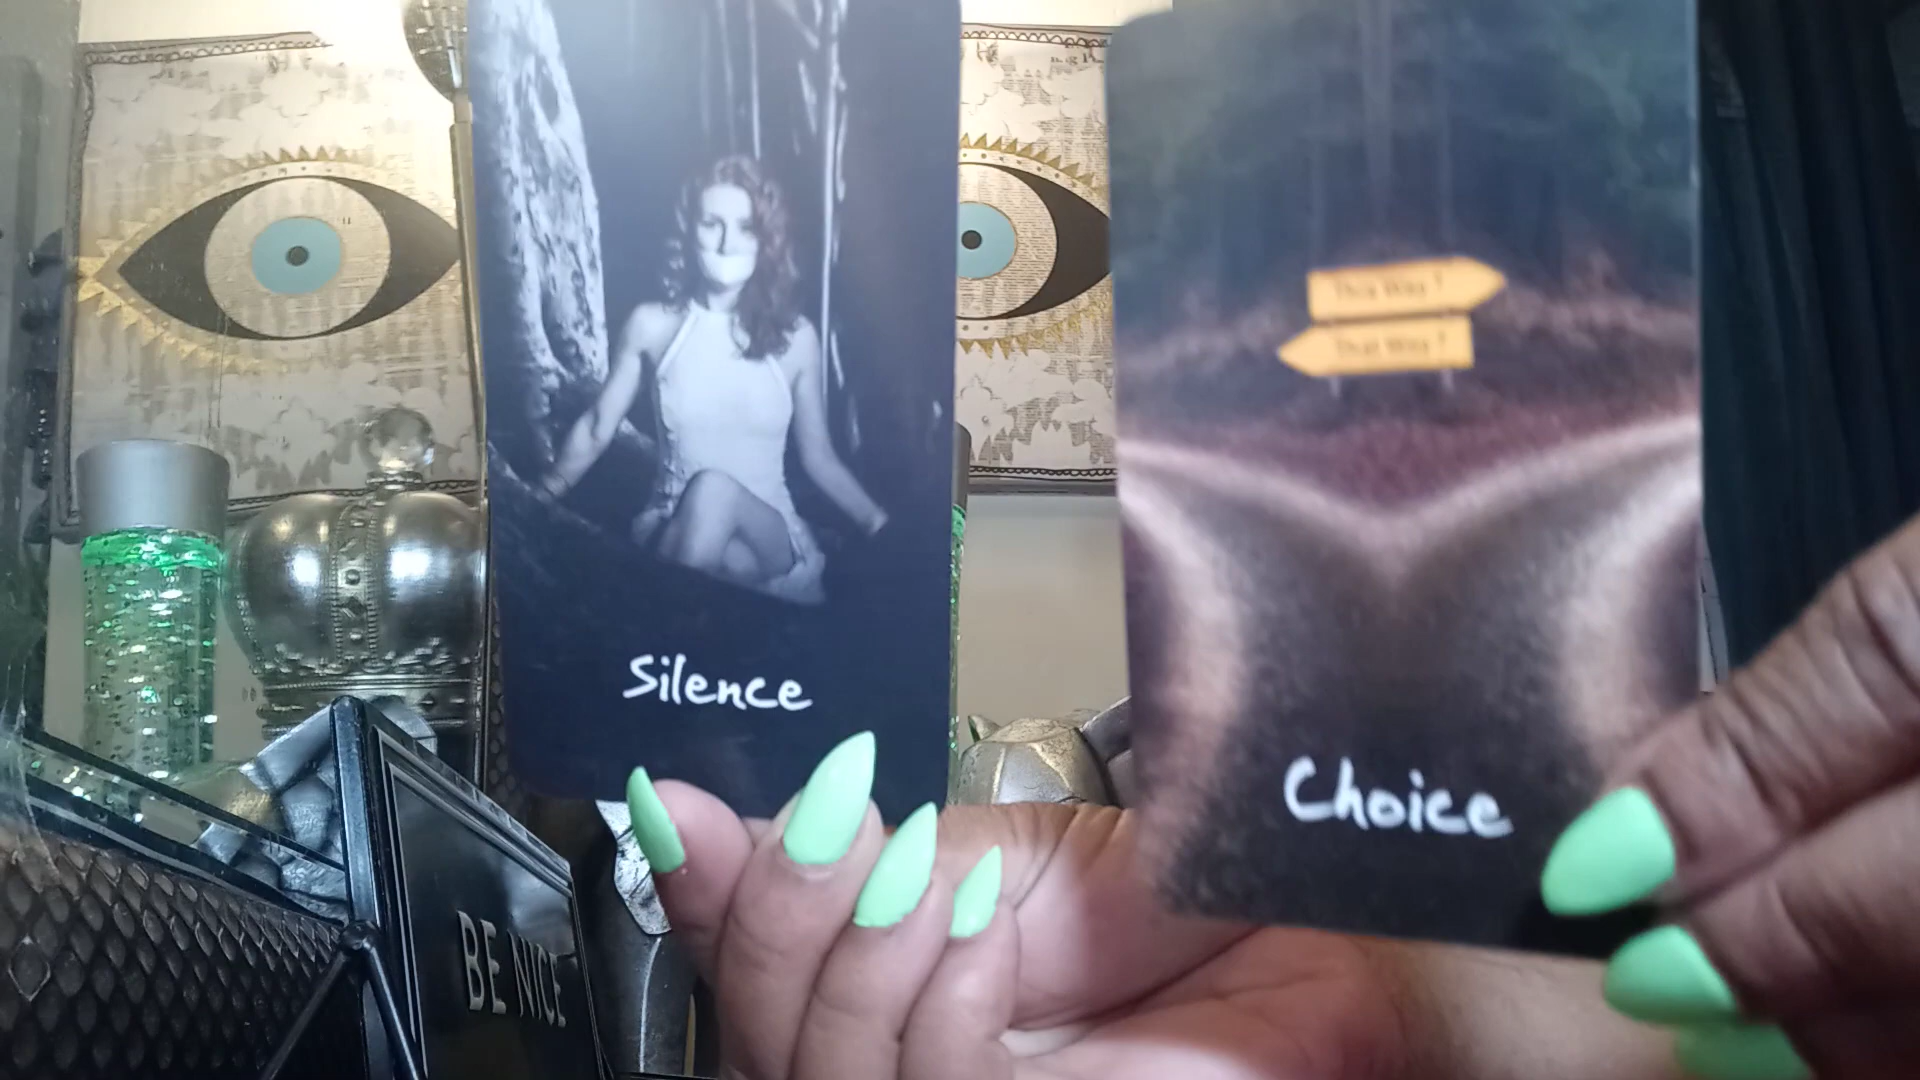 This Way ?
That Way ?
Silence
Choice
BE NICE